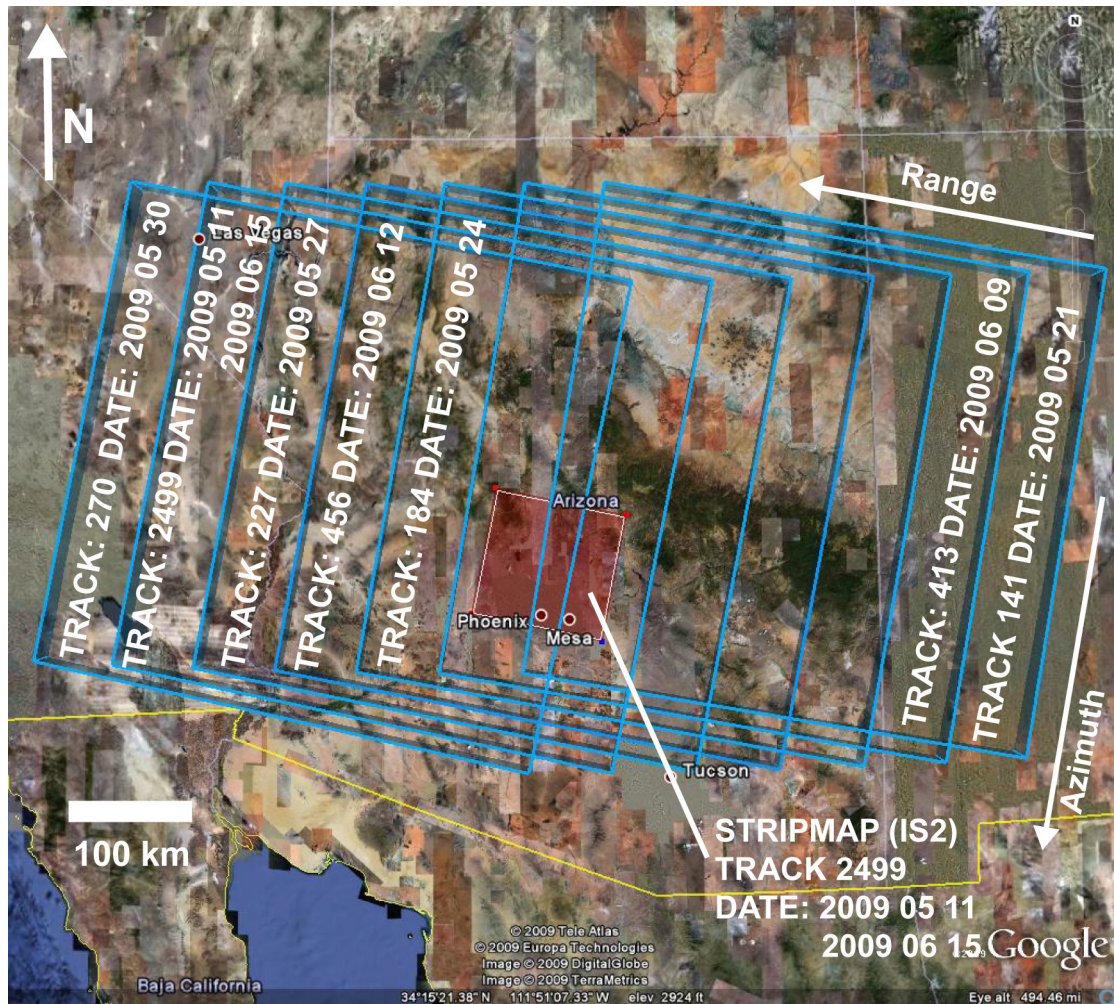 N
N
Range
Las Vegas
TRACK: 270 DATE: 2009 05 30
TRACK: 2499 DATE: 2009 05 11
2009 06 15
TRACK: 227 DATE: 2009 05 27
TRACK: 456 DATE: 2009 06 12
TRACK: 184 DATE: 2009 05 24
TRACK: 413 DATE: 2009 06 09
TRACK 141 DATE: 2009 05 21
Arizona
Phoenix
Mesa
Azimuth
Tucson
100 km
STRIPMAP (IS2)
TRACK 2499
DATE: 2009 05 11
2009 06 15
Google
© 2009 Tele Atlas
© 2009 Europa Technologies
Image © 2009 DigitalGlobe
Image © 2009 TerraMetrics
Baja California
34°15'21.38" N 111°51'07.33" W elev 2924 ft
Eye alt 494.46 mi